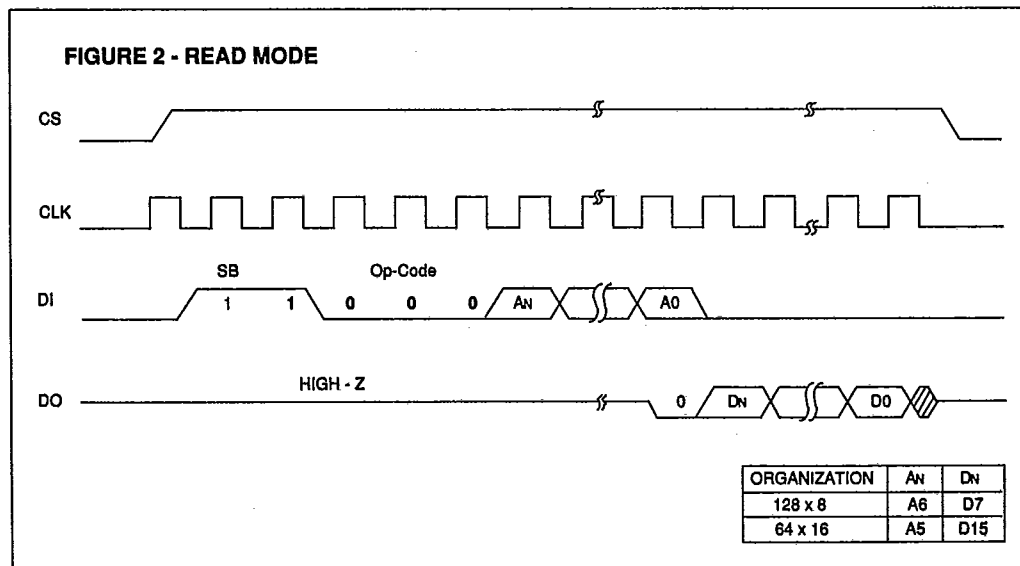 FIGURE 2 - READ MODE
CS
CLK
SB Op-Code
DI 1 1 0 0 0 AN A0
HIGH - Z
DO 0 DN D0
ORGANIZATION AN DN
128 x 8 A6 D7
64 x 16 A5 D15